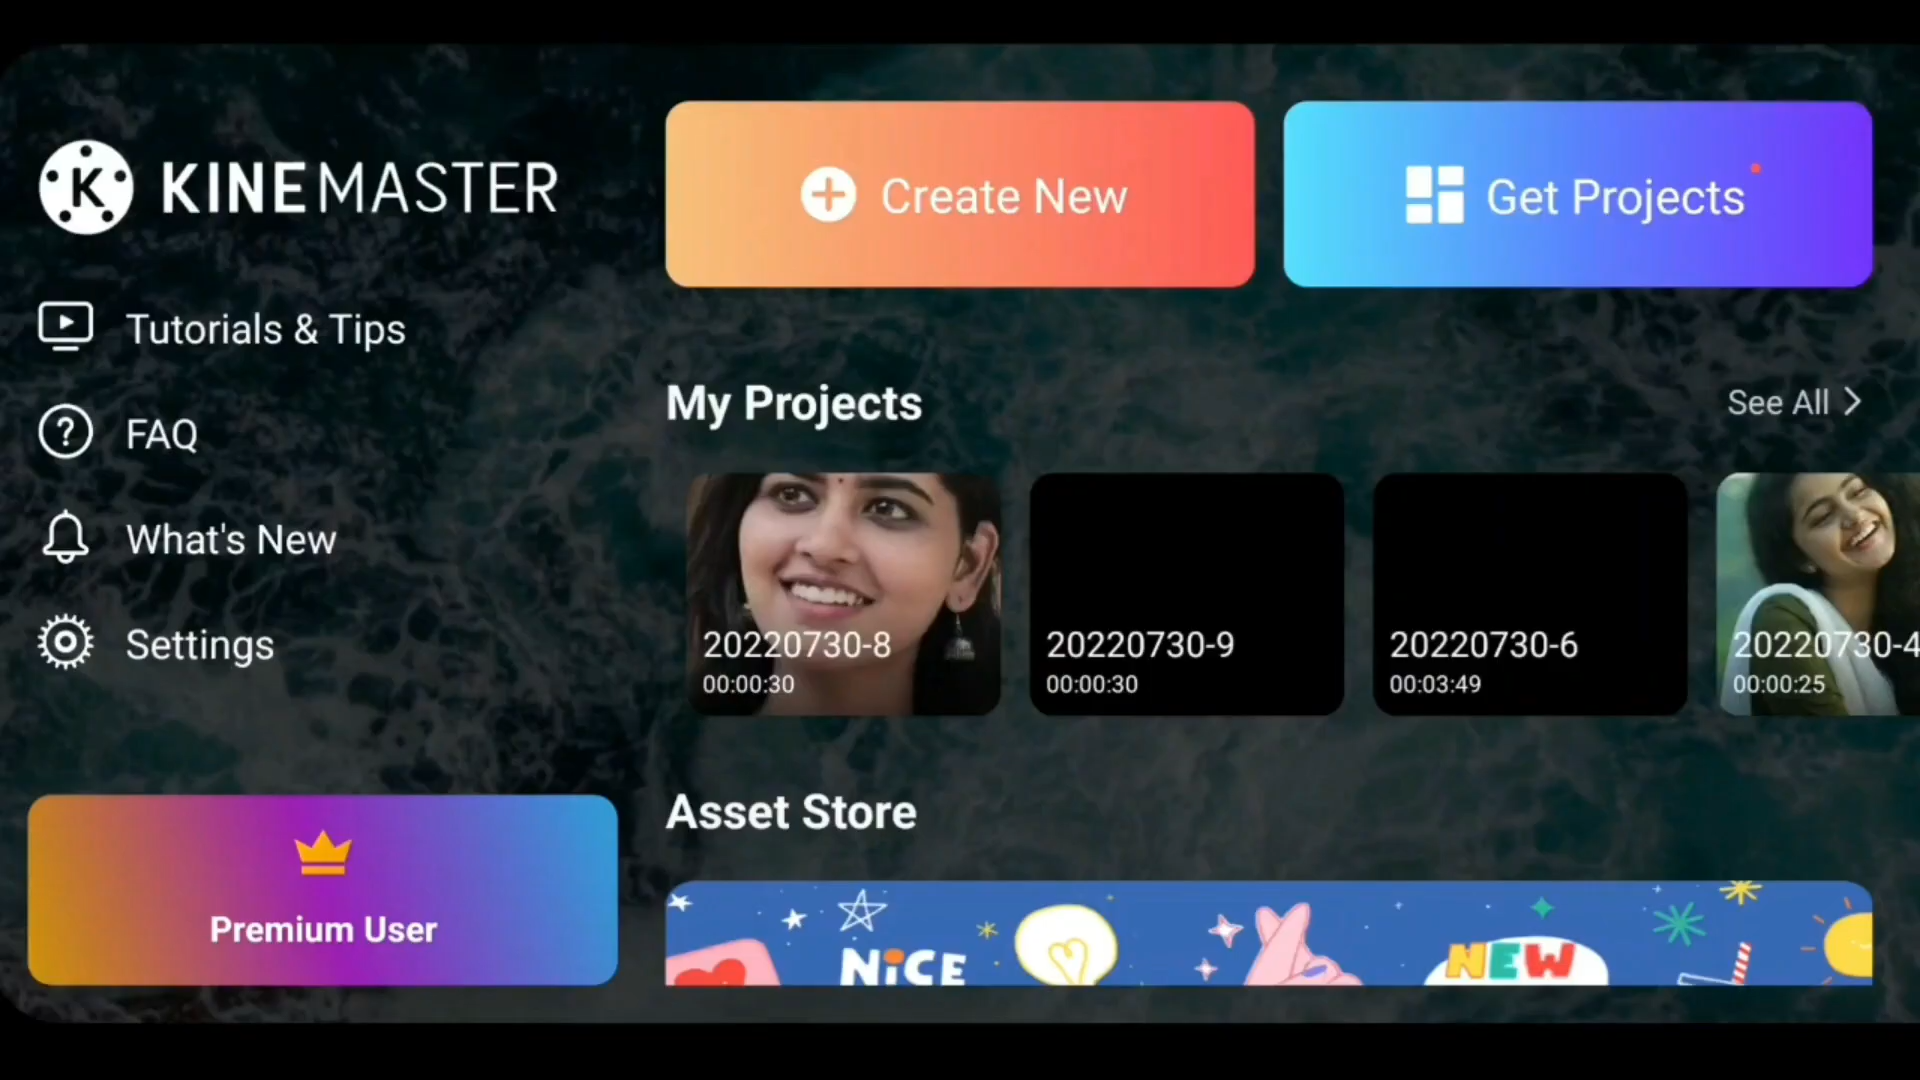 KINEMASTER
Tutorials & Tips
FAQ
What's New
Settings
Premium User
Create New
Get Projects
My Projects
See All
20220730-8
00:00:30
20220730-9
00:00:30
20220730-6
00:03:49
20220730-4
00:00:25
Asset Store
NiCE
NEW